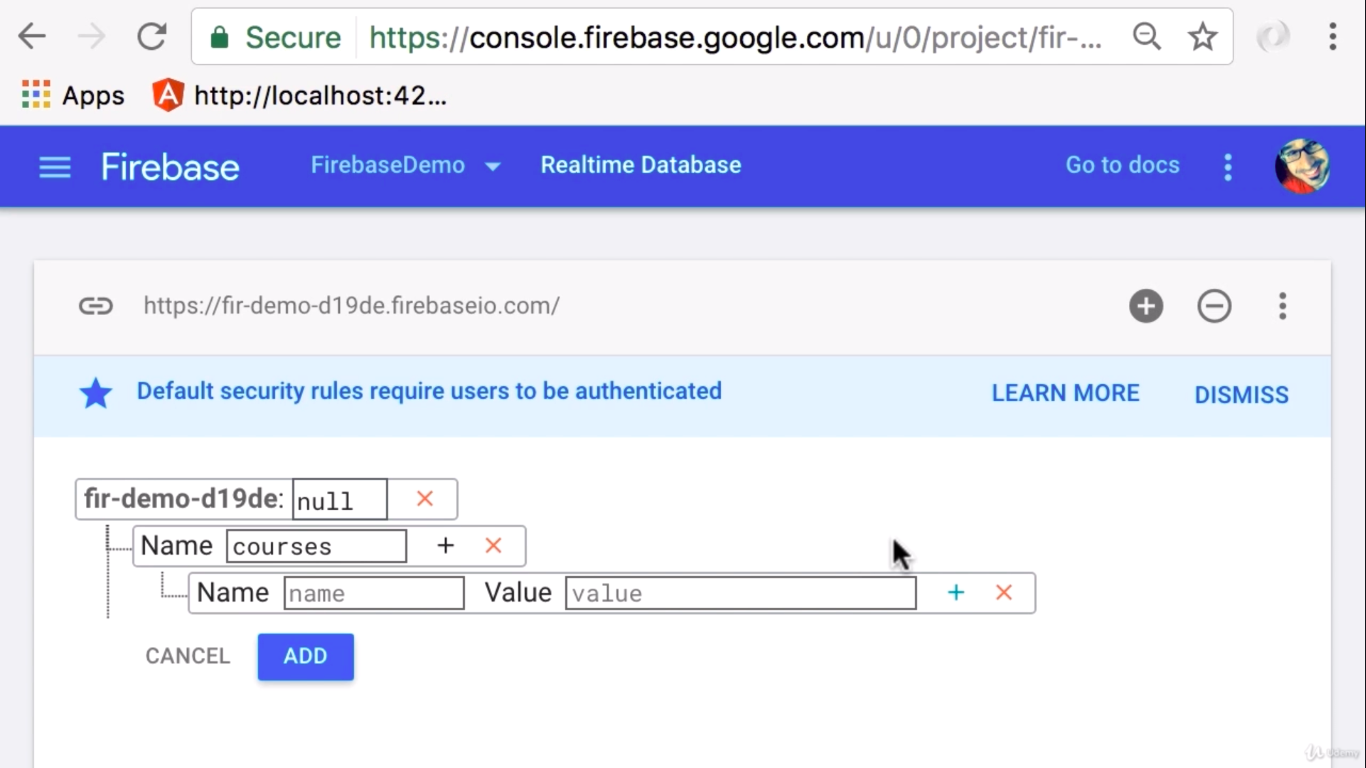 Secure https://console.firebase.google.com/u/0/project/fir-...
Apps http://localhost:42...
Firebase FirebaseDemo Realtime Database Go to docs
https://fir-demo-d19de.firebaseio.com/
Default security rules require users to be authenticated LEARN MORE DISMISS
fir-demo-d19de: null
Name courses
Name name Value value
CANCEL ADD
Udemy